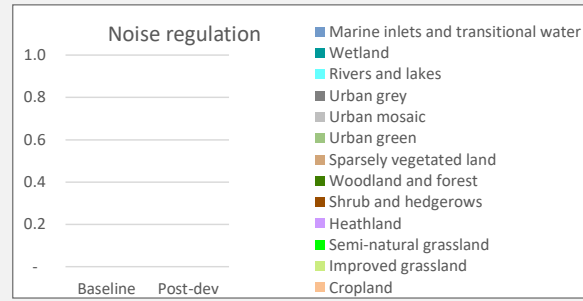 Noise regulation
1.0
0.8
0.6
0.4
0.2
-
Baseline Post-dev
Marine inlets and transitional water
Wetland
Rivers and lakes
Urban grey
Urban mosaic
Urban green
Sparsely vegetated land
Woodland and forest
Shrub and hedgerows
Heathland
Semi-natural grassland
Improved grassland
Cropland